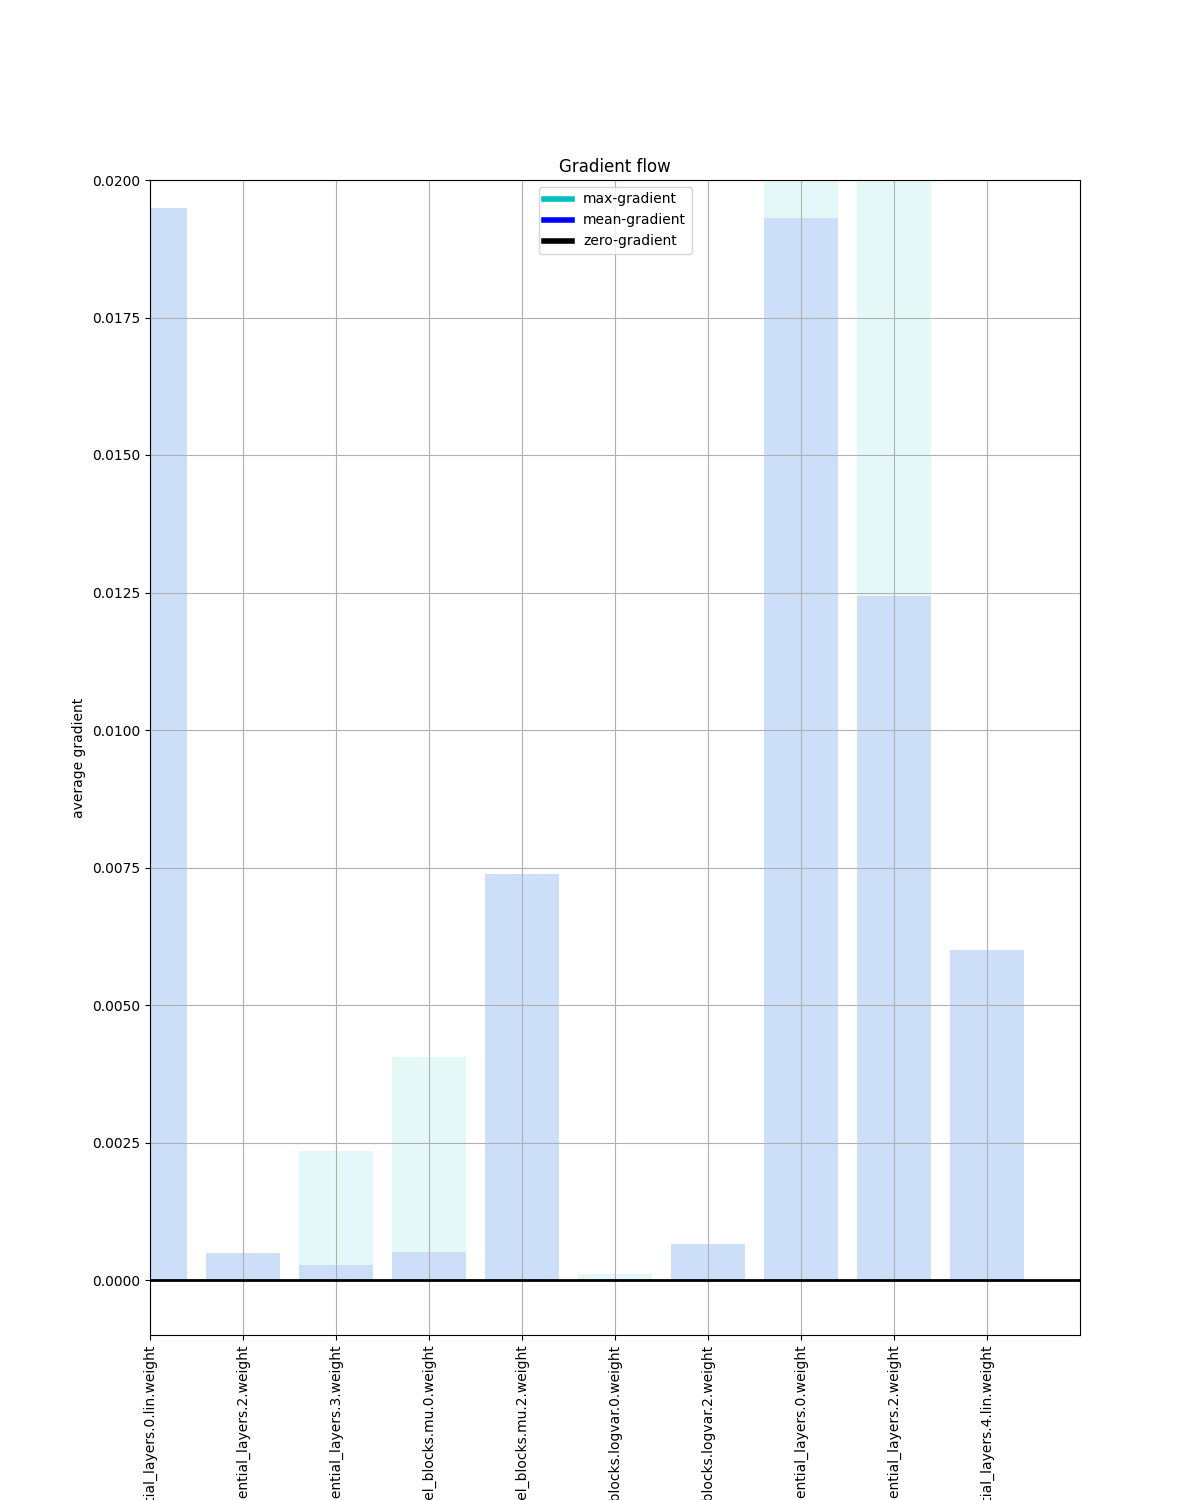 Gradient flow
max-gradient
mean-gradient
zero-gradient
0.0200
0.0175
0.0150
0.0125
0.0100
0.0075
0.0050
0.0025
0.0000
average gradient
tial_layers.0.lin.weight
ential_layers.2.weight
ential_layers.3.weight
el_blocks.mu.0.weight
el_blocks.mu.2.weight
blocks.logvar.0.weight
blocks.logvar.2.weight
ential_layers.0.weight
ential_layers.2.weight
tial_layers.4.lin.weight